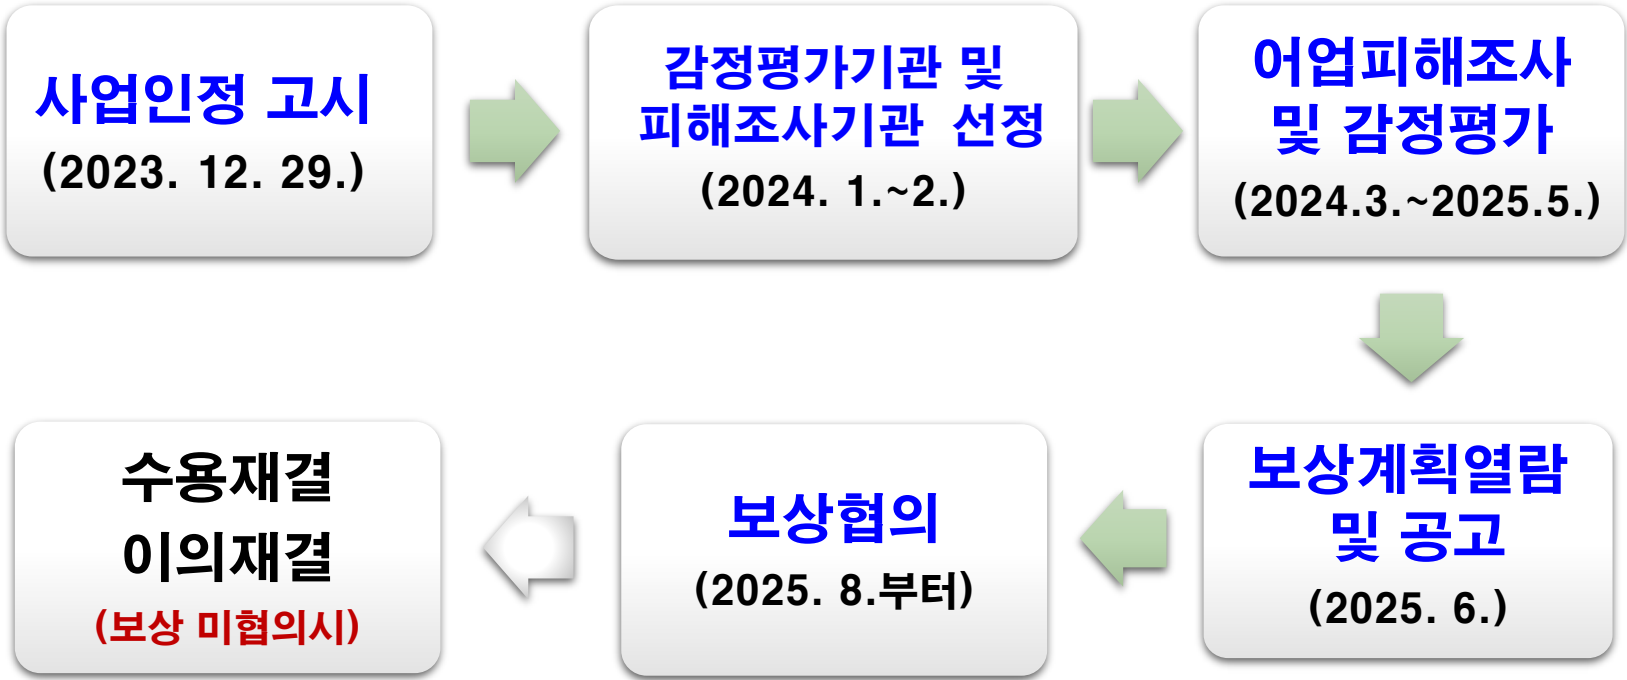 사업인정 고시
(2023. 12. 29.)
감정평가기관 및
피해조사기관 선정
(2024. 1.~2.)
어업피해조사
및 감정평가
(2024.3.~2025.5.)
보상계획열람
및 공고
(2025. 6.)
보상협의
(2025. 8.부터)
수용재결
이의재결
(보상 미협의시)